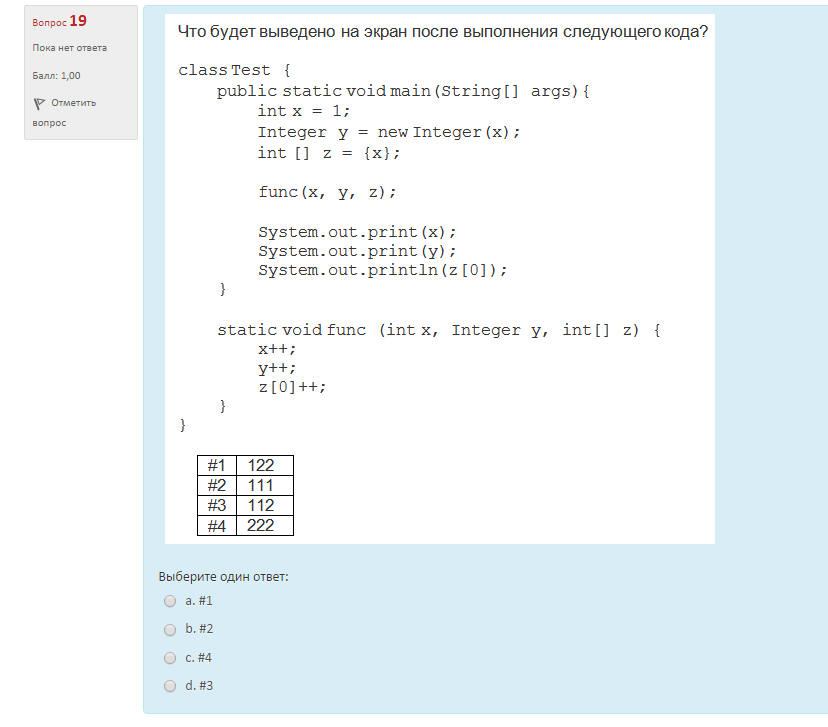 Вопрос 19
Пока нет ответа
Балл: 1,00
Отметить
вопрос
Что будет выведено на экран после выполнения следующего кода?
class Test {
public static void main(String[] args){
int x = 1;
Integer y = new Integer(x);
int [] z = {x};
func(x, y, z);
System.out.print(x);
System.out.print(y);
System.out.println(z[0]);
}
static void func (int x, Integer y, int[] z) {
x++;
y++;
z[0]++;
}
}
#1 122
#2 111
#3 112
#4 222
Выберите один ответ:
a. #1
b. #2
c. #4
d. #3